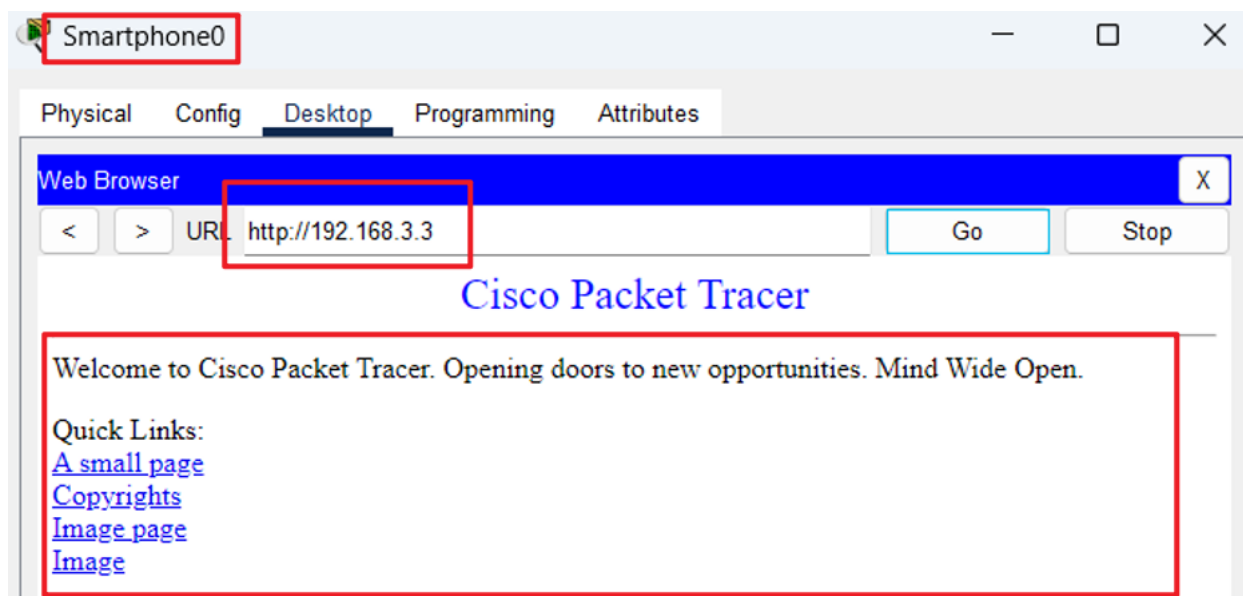 Smartphone0
Physical Config Desktop Programming Attributes
Web Browser X
< > URL http://192.168.3.3 Go Stop
Cisco Packet Tracer
Welcome to Cisco Packet Tracer. Opening doors to new opportunities. Mind Wide Open.
Quick Links:
A small page
Copyrights
Image page
Image